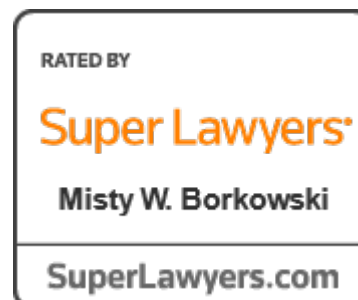 RATED BY
Super Lawyers
Misty W. Borkowski
SuperLawyers.com